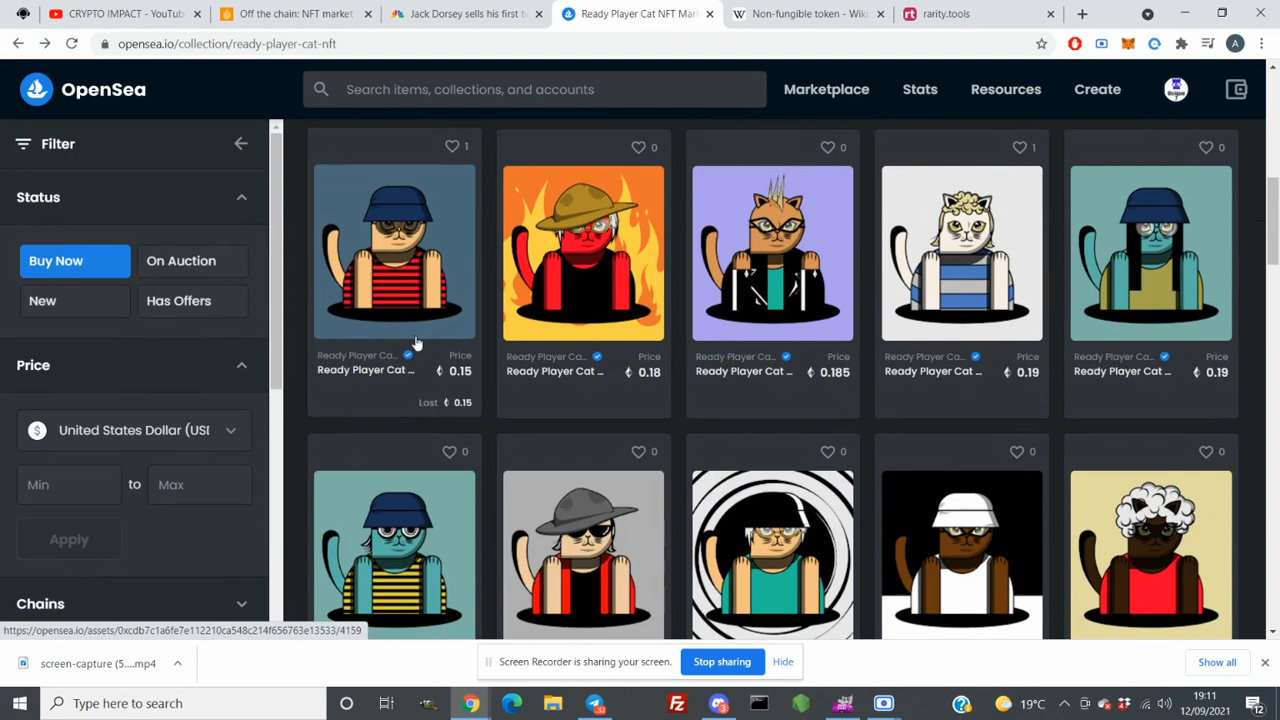 CRYPTO IMPACT - YouTube
Off the chain: NFT market
Jack Dorsey sells his first tw
Ready Player Cat NFT Mar
Non-fungible token - Wiki
rarity.tools
opensea.io/collection/ready-player-cat-nft
A
OpenSea
Search items, collections, and accounts
Marketplace
Stats
Resources
Create
Filter
Status
Buy Now
On Auction
New
Has Offers
Price
$ United States Dollar (USI
Min
to
Max
Apply
Chains
1
0
0
1
0
Ready Player Ca...
Price
Ready Player Cat ...
0.15
Last
0.15
Ready Player Ca...
Price
Ready Player Cat ...
0.18
Ready Player Ca...
Price
Ready Player Cat ...
0.185
Ready Player Ca...
Price
Ready Player Cat ...
0.19
Ready Player Ca...
Price
Ready Player Cat ...
0.19
0
0
0
0
0
https://opensea.io/assets/0xcdb7c1a6fe7e112210ca548c214f656763e13533/4159
screen-capture (5....mp4
Screen Recorder is sharing your screen.
Stop sharing
Hide
Show all
Type here to search
19°C
19:11
12/09/2021
12